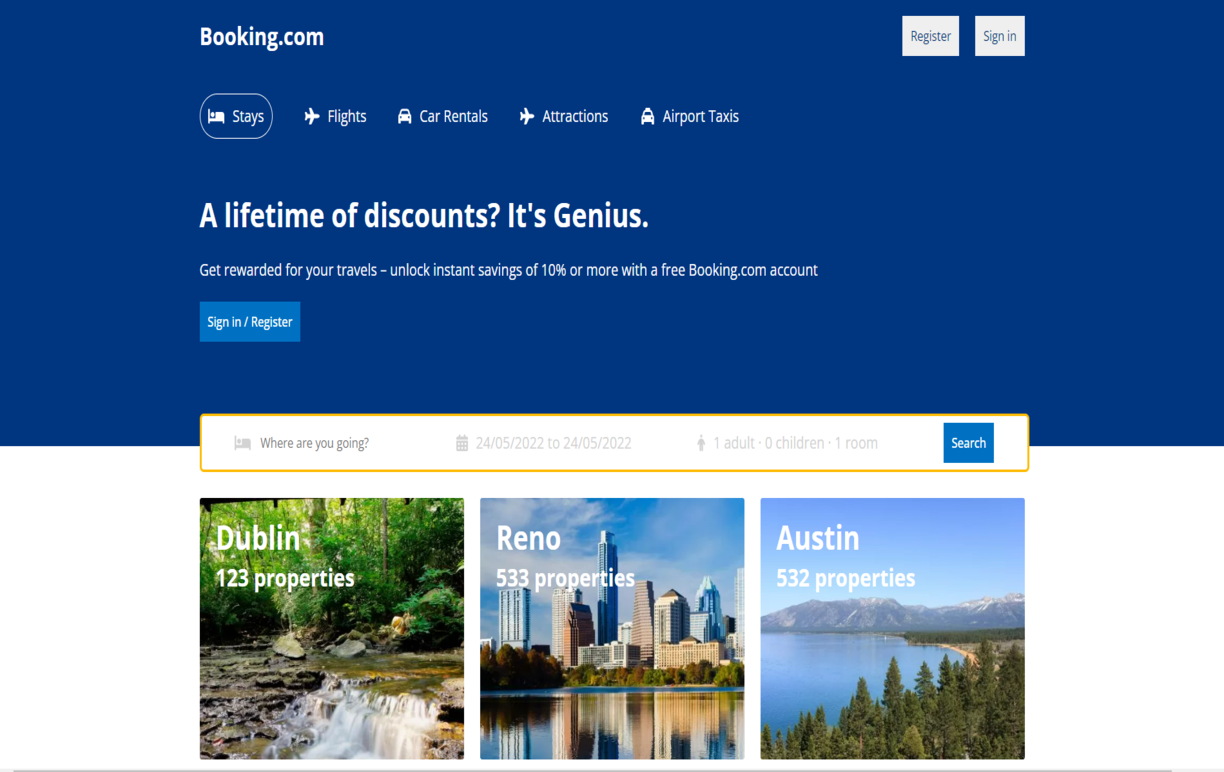 Booking.com
Register
Sign in
Stays
Flights
Car Rentals
Attractions
Airport Taxis
A lifetime of discounts? It's Genius.
Get rewarded for your travels – unlock instant savings of 10% or more with a free Booking.com account
Sign in / Register
Where are you going?
24/05/2022 to 24/05/2022
1 adult · 0 children · 1 room
Search
Dublin
123 properties
Reno
533 properties
Austin
532 properties